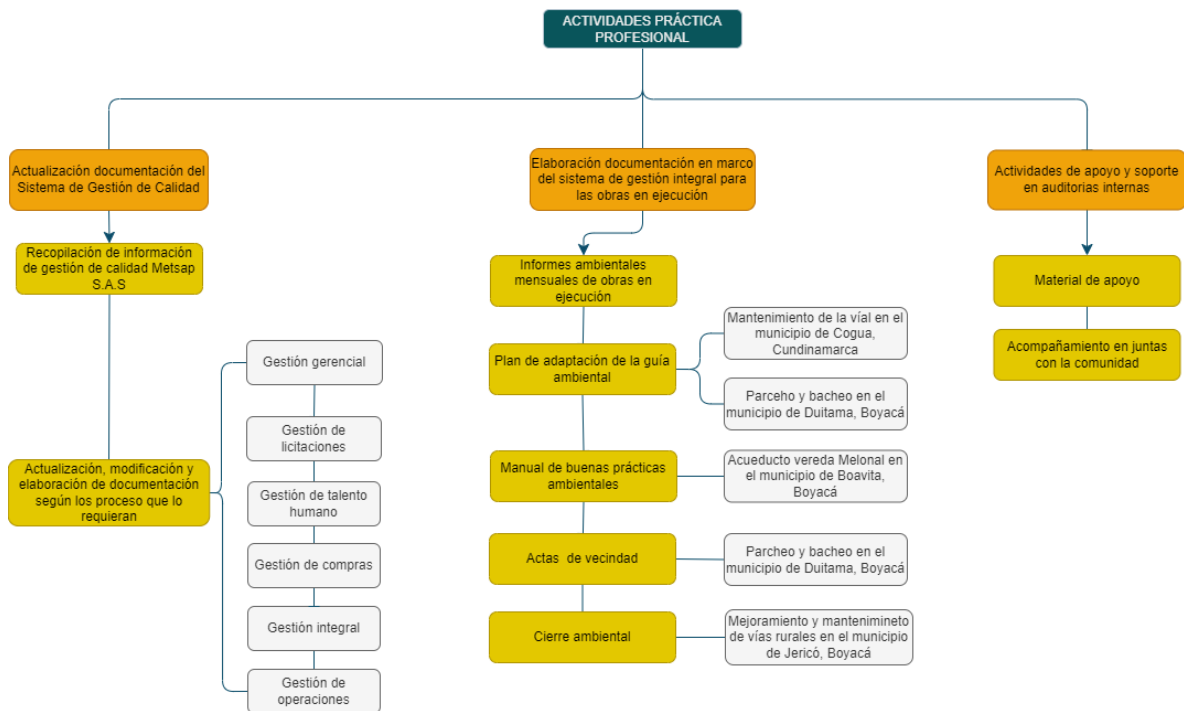 ACTIVIDADES PRÁCTICA
PROFESIONAL
Actualización documentación del
Sistema de Gestión de Calidad
Recopilación de información
de gestión de calidad Metsap
S.A.S
Actualización, modificación y
elaboración de documentación
según los proceso que lo
requieran
Gestión gerencial
Gestión de
licitaciones
Gestión de talento
humano
Gestión de compras
Gestión integral
Gestión de
operaciones
Elaboración documentación en marco
del sistema de gestión integral para
las obras en ejecución
Informes ambientales
mensuales de obras en
ejecución
Plan de adaptación de la guía
ambiental
Mantenimiento de la víal en el
municipio de Cogua,
Cundinamarca
Parceho y bacheo en el
municipio de Duitama, Boyacá
Manual de buenas prácticas
ambientales
Acueducto vereda Melonal en
el municipio de Boavita,
Boyacá
Actas de vecindad
Parcheo y bacheo en el
municipio de Duitama, Boyacá
Cierre ambiental
Mejoramiento y mantenimineto
de vías rurales en el municipio
de Jericó, Boyacá
Actividades de apoyo y soporte
en auditorias internas
Material de apoyo
Acompañamiento en juntas
con la comunidad